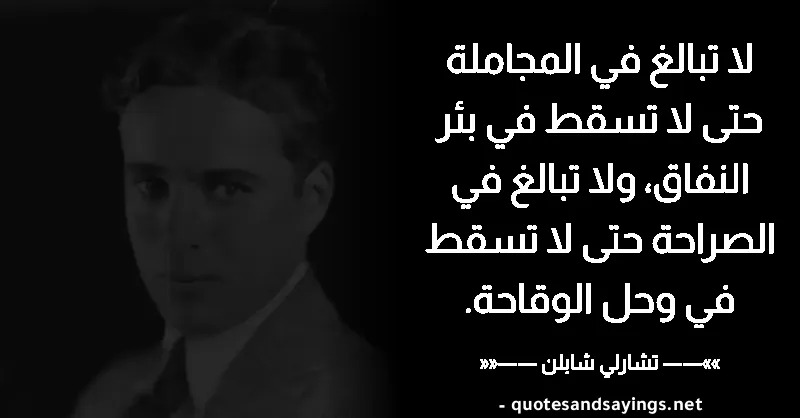 لا تبالغ في المجاملة
حتى لا تسقط في بئر
النفاق، ولا تبالغ في
الصراحة حتى لا تسقط
في وحل الوقاحة.
»»—— تشارلي شابلن ——««
- quotesandsayings.net